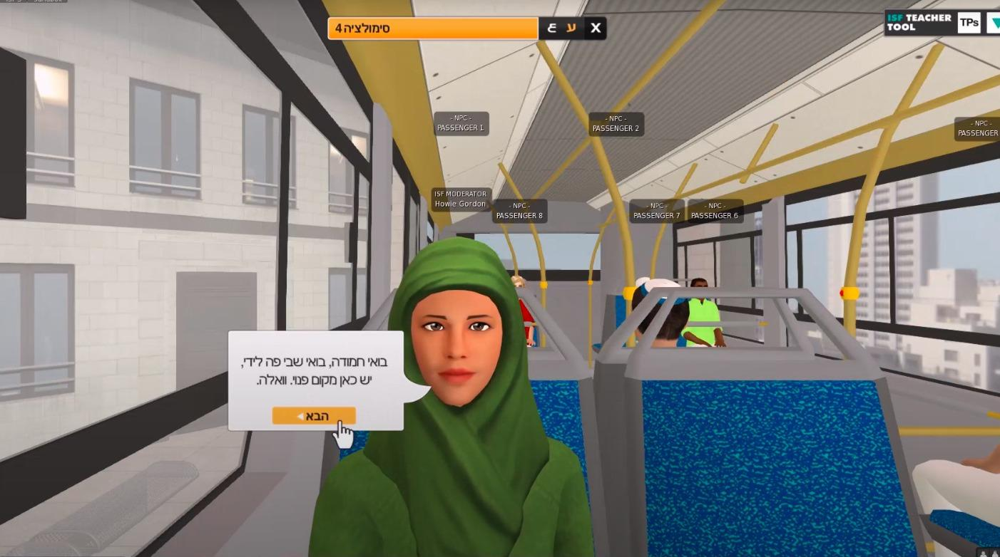 סימולציה 4
ع ע X
ISF TEACHER
TOOL
TPs
- NPC -
PASSENGER 1
- NPC -
PASSENGER 2
- NPC -
PASSENGER
ISF MODERATOR
Howie Gordon
- NPC -
PASSENGER 8
- NPC -
PASSENGER 7
- NPC -
PASSENGER 6
בואי חמודה, בואי שבי פה לידי,
יש כאן מקום פנוי. וואלה.
הבא